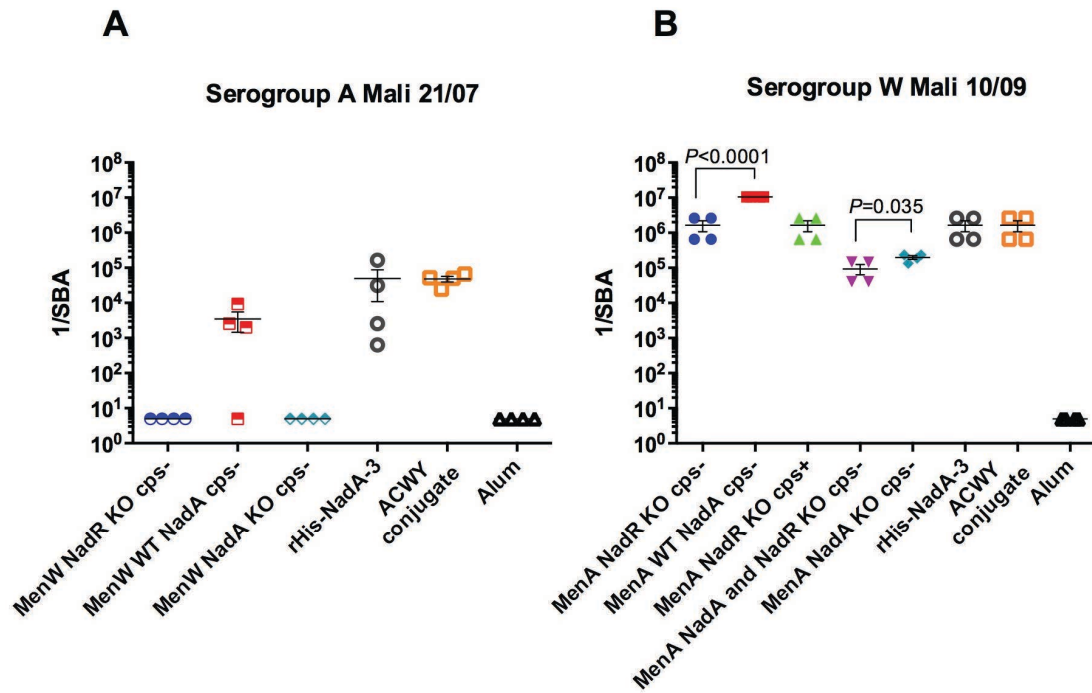 A
B
Serogroup A Mali 21/07
Serogroup W Mali 10/09
1/SBA
10^8
10^7
10^6
10^5
10^4
10^3
10^2
10^1
10^0
MenW NadR KO cps-
MenW WT NadA cps-
MenW NadA KO cps-
rHis-NadA-3
ACWY
conjugate
Alum
1/SBA
10^8
10^7
10^6
10^5
10^4
10^3
10^2
10^1
10^0
P<0.0001
P=0.035
MenA NadR KO cps-
MenA WT NadA cps-
MenA NadR KO cps+
MenA NadA and NadR KO cps-
MenA NadA KO cps-
rHis-NadA-3
ACWY
conjugate
Alum